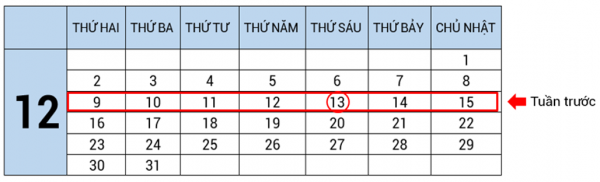 THỨ HAI THỨ BA THỨ TƯ THỨ NĂM THỨ SÁU THỨ BẢY CHỦ NHẬT
1
2 3 4 5 6 7 8
12 9 10 11 12 13 14 15 Tuần trước
16 17 18 19 20 21 22
23 24 25 26 27 28 29
30 31